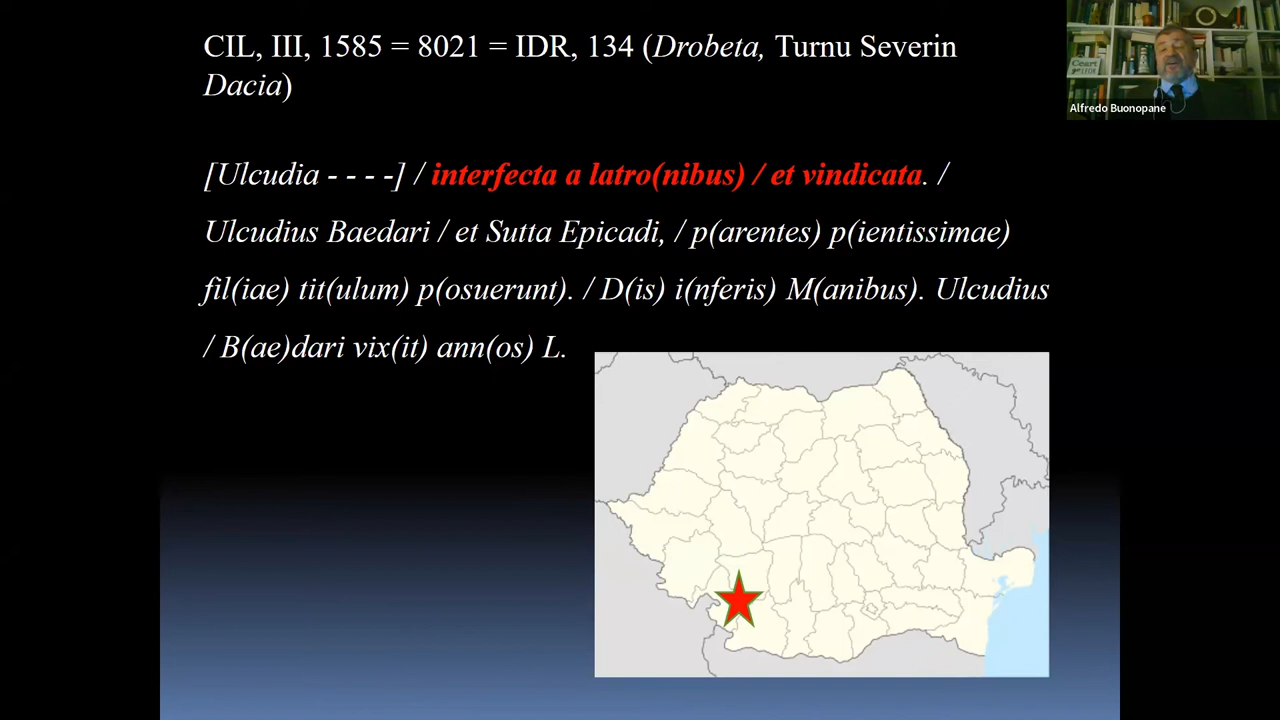 CIL, III, 1585 = 8021 = IDR, 134 (Drobeta, Turnu Severin
Dacia)
[Ulcudia - - - -] / interfecta a latro(nibus) / et vindicata. /
Ulcudius Baedari / et Sutta Epicadi, / p(arentes) p(ientissimae)
fil(iae) tit(ulum) p(osuerunt). / D(is) i(nferis) M(anibus). Ulcudius
/ B(ae)dari vix(it) ann(os) L.
Alfredo Buonopane